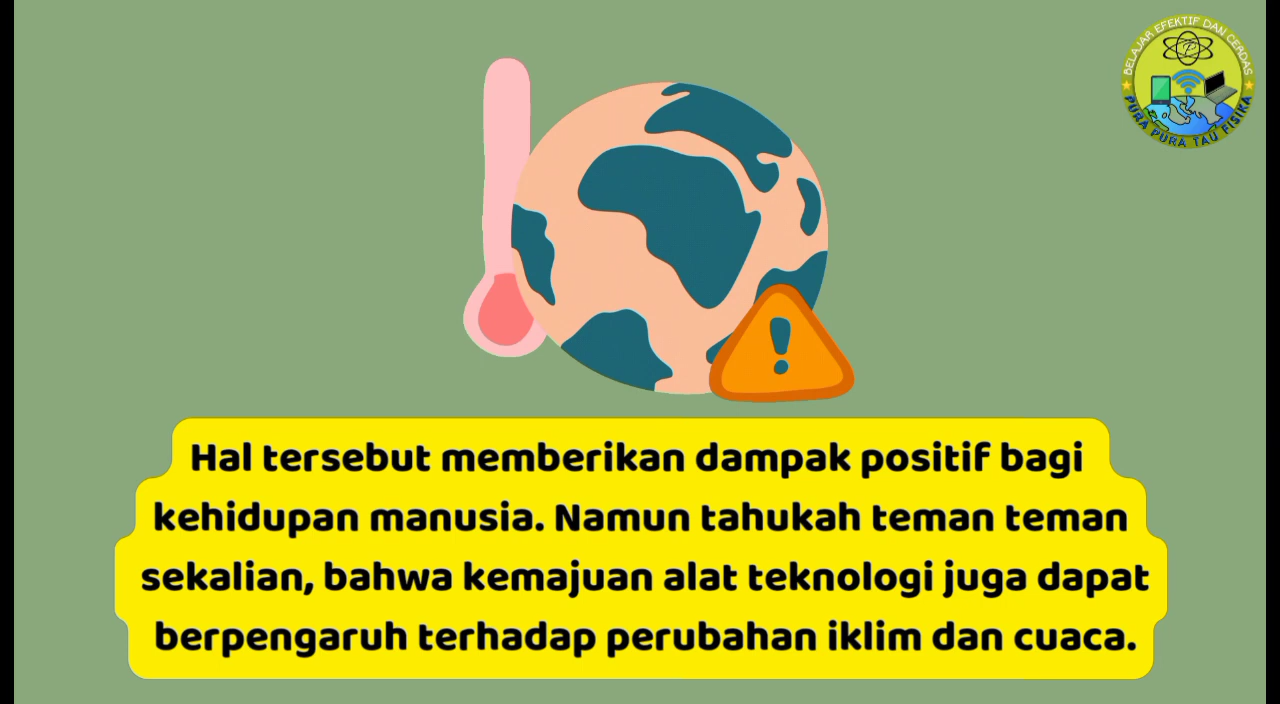 BELAJAR EFEKTIF DAN CERDAS
PURA PURA TAU FISIKA
Hal tersebut memberikan dampak positif bagi
kehidupan manusia. Namun tahukah teman teman
sekalian, bahwa kemajuan alat teknologi juga dapat
berpengaruh terhadap perubahan iklim dan cuaca.